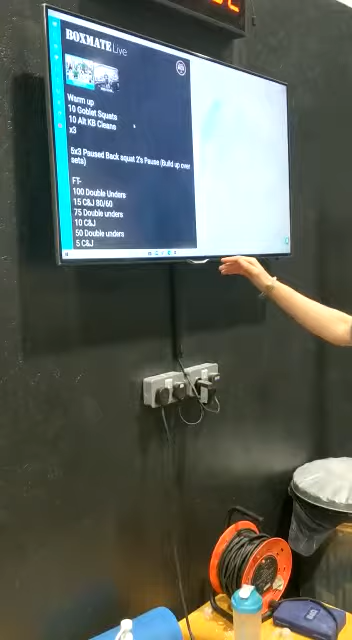 BOXMATE Live
Warm up
10 Goblet Squats
10 Alt KB Cleans
x3
5x3 Paused Back squat 2's Pause (Build up over
sets)
FT-
100 Double Unders
15 C&J 80/60
75 Double unders
10 C&J
50 Double unders
5 C&J